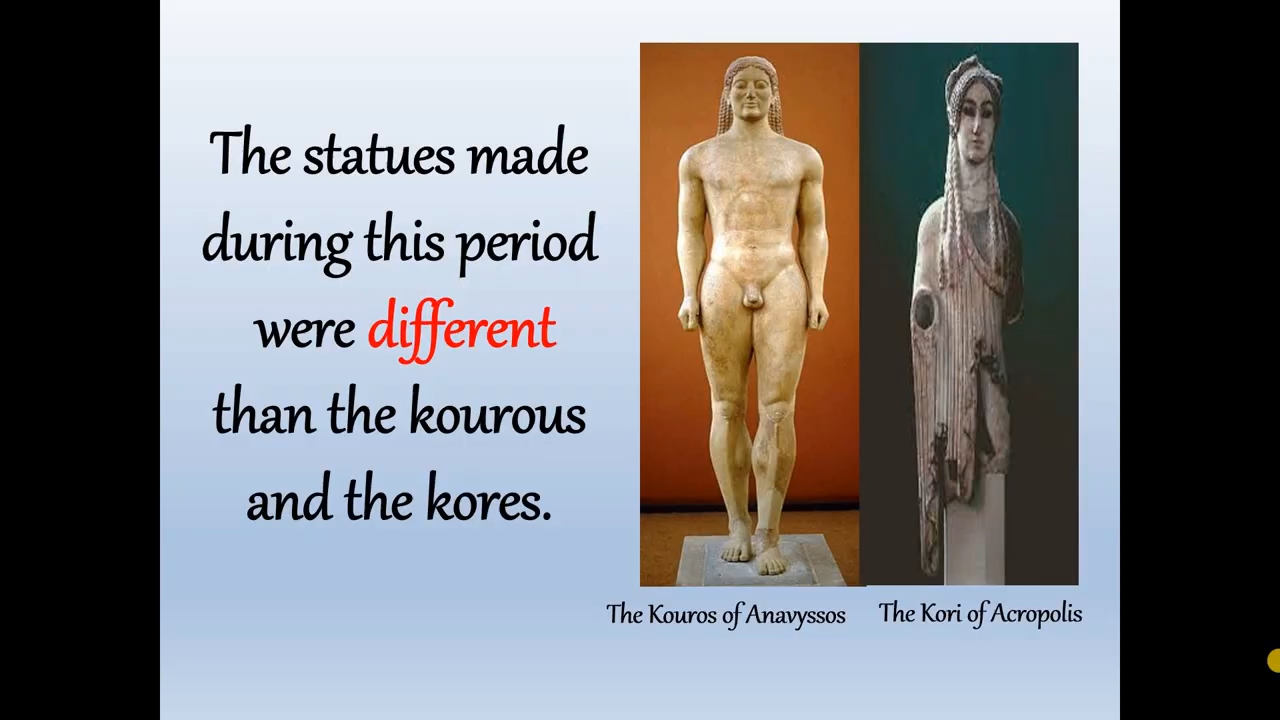 The statues made
during this period
were different
than the kourous
and the kores.
The Kouros of Anavyssos
The Kori of Acropolis